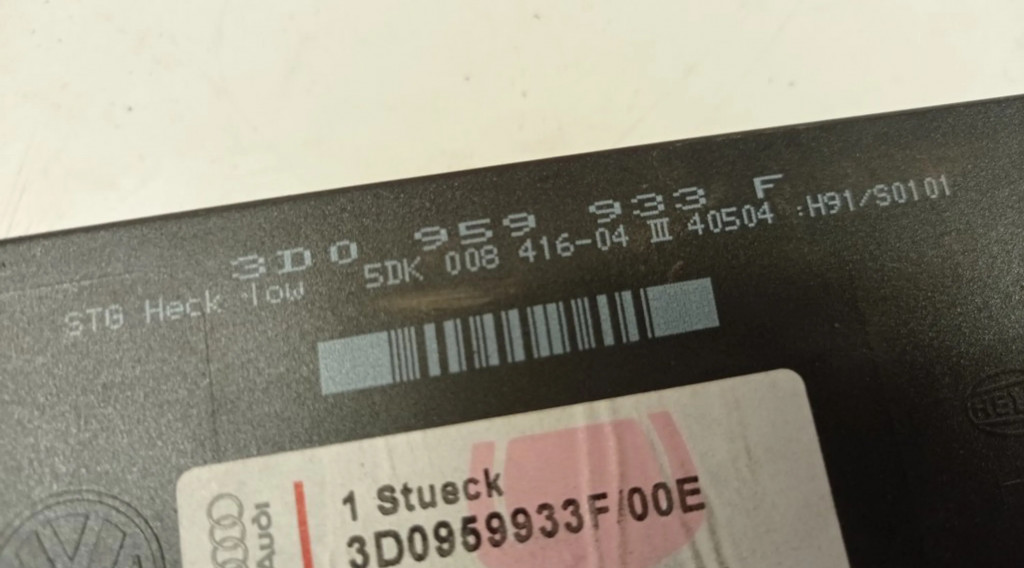 3D0 959 933 F
STG Heck low 5DK 008 416-04 III 40504 :H91/S0101
1 Stueck
3D0959933F/00E
Audi